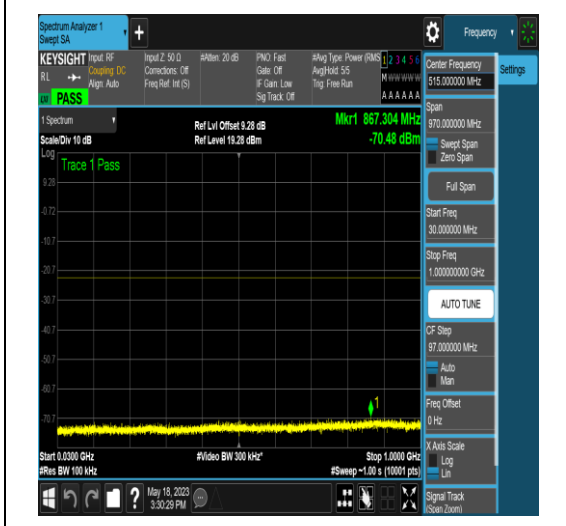 Spectrum Analyzer 1
Swept SA
+
Frequency
KEYSIGHT
RL
Input: RF
Coupling: DC
Align: Auto
Input Z: 50 Ω
Corrections: Off
Freq Ref: Int (S)
#Atten: 20 dB
PNO: Fast
Gate: Off
IF Gain: Low
Sig Track: Off
#Avg Type: Power (RMS
Avg|Hold: 5/5
Trig: Free Run
1 2 3 4 5 6
M W W W W W
A A A A A A
PASS
1 Spectrum
Scale/Div 10 dB
Ref Lvl Offset 9.28 dB
Ref Level 19.28 dBm
Mkr1 867.304 MHz
-70.48 dBm
Log
Trace 1 Pass
9.28
-0.72
-10.7
-20.7
-30.7
-40.7
-50.7
-60.7
-70.7
1
Start 0.0300 GHz
#Res BW 100 kHz
#Video BW 300 kHz*
Stop 1.0000 GHz
#Sweep ~1.00 s (10001 pts)
May 18, 2023
3:30:29 PM
Center Frequency
515.000000 MHz
Settings
Span
970.000000 MHz
Swept Span
Zero Span
Full Span
Start Freq
30.000000 MHz
Stop Freq
1.000000000 GHz
AUTO TUNE
CF Step
97.000000 MHz
Auto
Man
Freq Offset
0 Hz
X Axis Scale
Log
Lin
Signal Track
(Span Zoom)